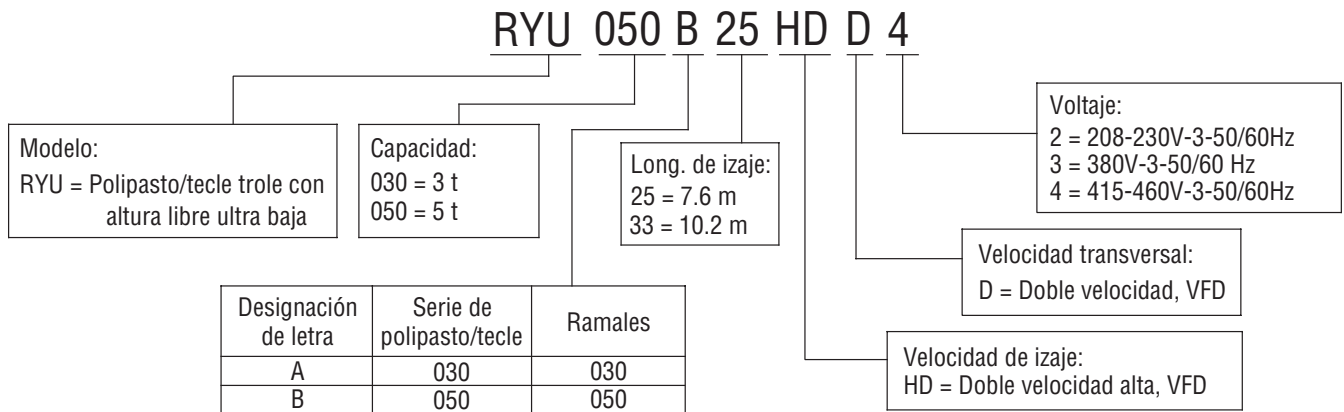 RYU 050 B 25 HD D 4
Modelo:
RYU = Polipasto/tecle trole con
altura libre ultra baja
Capacidad:
030 = 3 t
050 = 5 t
Long. de izaje:
25 = 7.6 m
33 = 10.2 m
Voltaje:
2 = 208-230V-3-50/60Hz
3 = 380V-3-50/60 Hz
4 = 415-460V-3-50/60Hz
Velocidad transversal:
D = Doble velocidad, VFD
Velocidad de izaje:
HD = Doble velocidad alta, VFD
Designación de letra Serie de polipasto/tecle Ramales
A 030 030
B 050 050